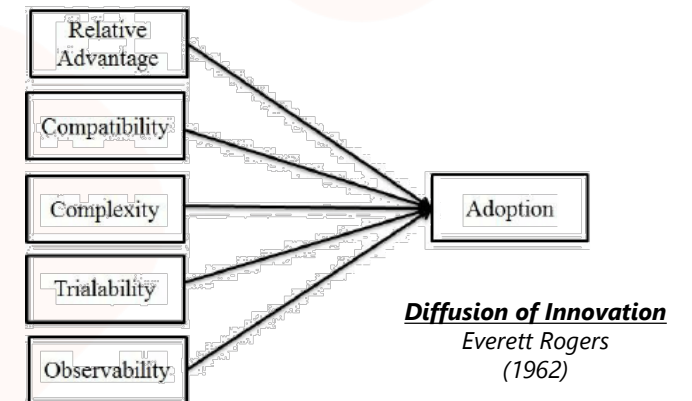 Relative
Advantage
Compatibility
Complexity
Adoption
Trialability
Observability
Diffusion of Innovation
Everett Rogers
(1962)